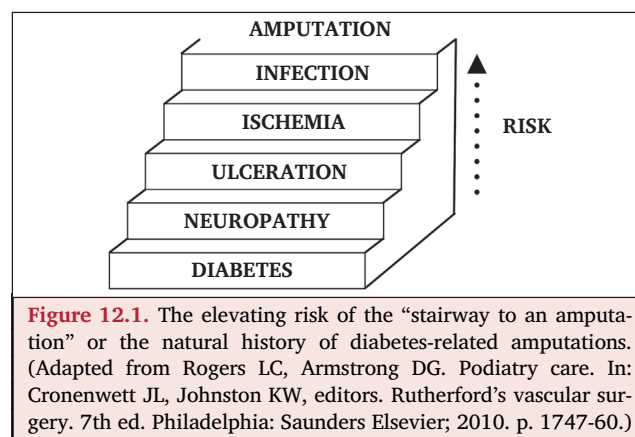 AMPUTATION
INFECTION
ISCHEMIA
RISK
ULCERATION
NEUROPATHY
DIABETES
Figure 12.1. The elevating risk of the “stairway to an amputa-
tion” or the natural history of diabetes-related amputations.
(Adapted from Rogers LC, Armstrong DG. Podiatry care. In:
Cronenwett JL, Johnston KW, editors. Rutherford’s vascular sur-
gery. 7th ed. Philadelphia: Saunders Elsevier; 2010. p. 1747-60.)